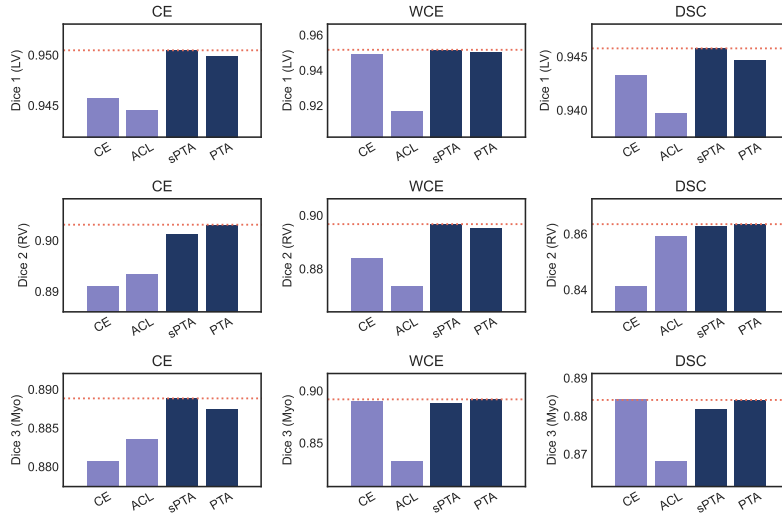 CE
WCE
DSC
Dice 1 (LV)
0.950
0.945
CE
ACL
sPTA
PTA
Dice 1 (LV)
0.96
0.94
0.92
CE
ACL
sPTA
PTA
Dice 1 (LV)
0.945
0.940
CE
ACL
sPTA
PTA
CE
WCE
DSC
Dice 2 (RV)
0.90
0.89
CE
ACL
sPTA
PTA
Dice 2 (RV)
0.90
0.88
CE
ACL
sPTA
PTA
Dice 2 (RV)
0.86
0.84
CE
ACL
sPTA
PTA
CE
WCE
DSC
Dice 3 (Myo)
0.890
0.885
0.880
CE
ACL
sPTA
PTA
Dice 3 (Myo)
0.90
0.85
CE
ACL
sPTA
PTA
Dice 3 (Myo)
0.89
0.88
0.87
CE
ACL
sPTA
PTA